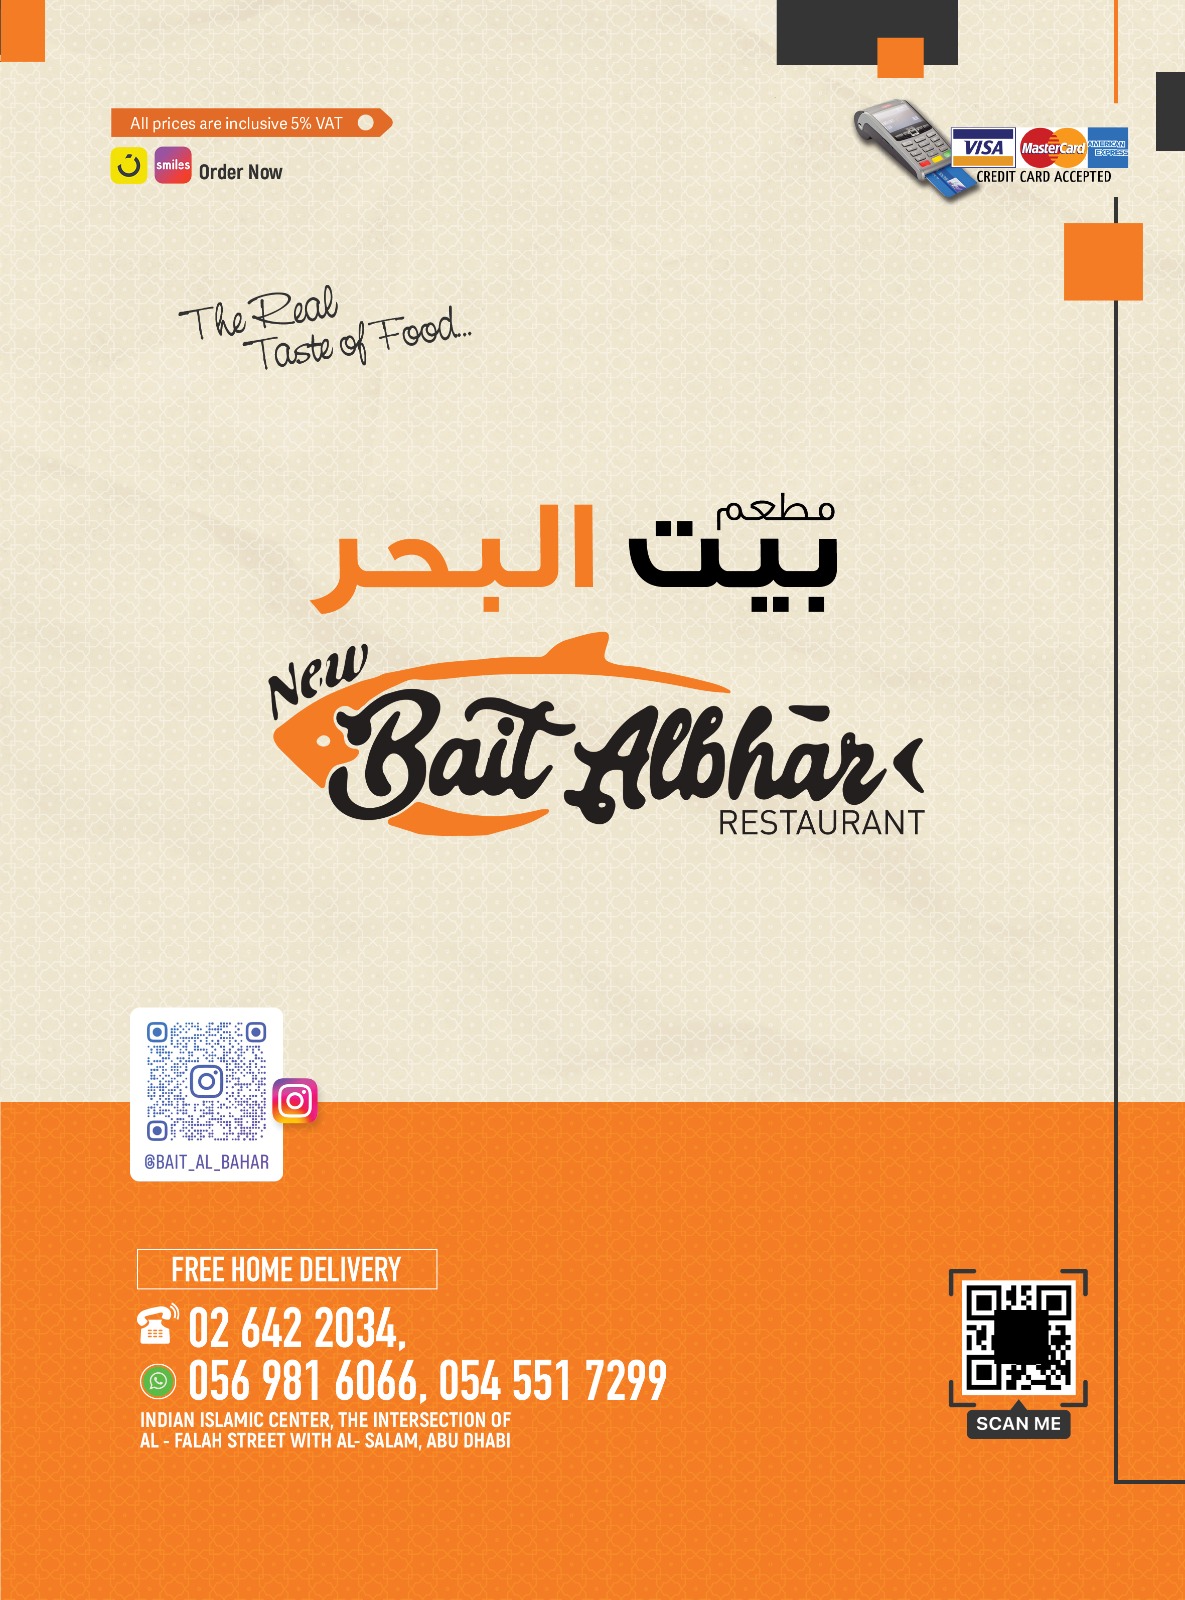 All prices are inclusive 5% VAT
smiles
Order Now
VISA
MasterCard
AMERICAN
EXPRESS
CREDIT CARD ACCEPTED
The Real
Taste of Food...
مطعم
بيت البحر
New
Bait Albhar
RESTAURANT
@BAIT_AL_BAHAR
FREE HOME DELIVERY
02 642 2034,
056 981 6066, 054 551 7299
INDIAN ISLAMIC CENTER, THE INTERSECTION OF
AL - FALAH STREET WITH AL- SALAM, ABU DHABI
SCAN ME